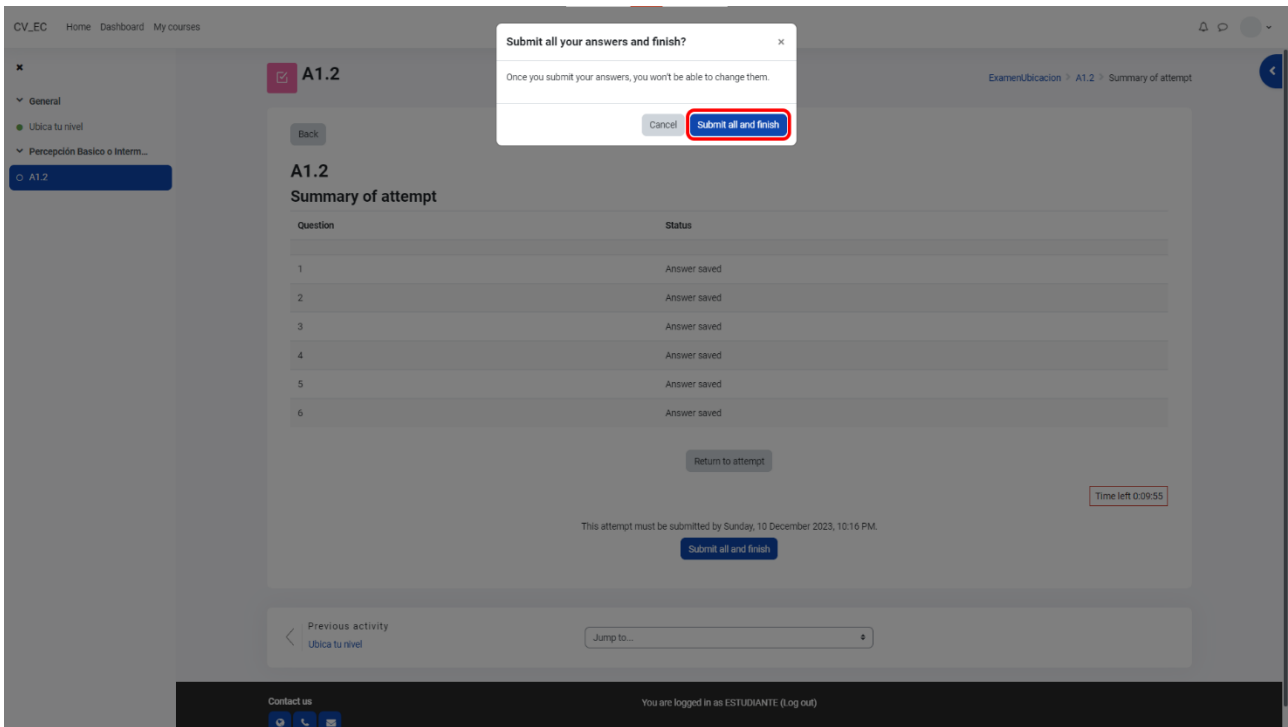 CV_EC Home Dashboard My courses
Submit all your answers and finish?
Once you submit your answers, you won't be able to change them.
Cancel Submit all and finish
General
Ubica tu nivel
Percepción Basico o Interm...
A1.2
A1.2
ExamenUbicacion > A1.2 > Summary of attempt
Back
A1.2
Summary of attempt
Question Status
1 Answer saved
2 Answer saved
3 Answer saved
4 Answer saved
5 Answer saved
6 Answer saved
Return to attempt
Time left 0:09:55
This attempt must be submitted by Sunday, 10 December 2023, 10:16 PM.
Submit all and finish
Previous activity
Ubica tu nivel
Jump to...
Contact us
You are logged in as ESTUDIANTE (Log out)